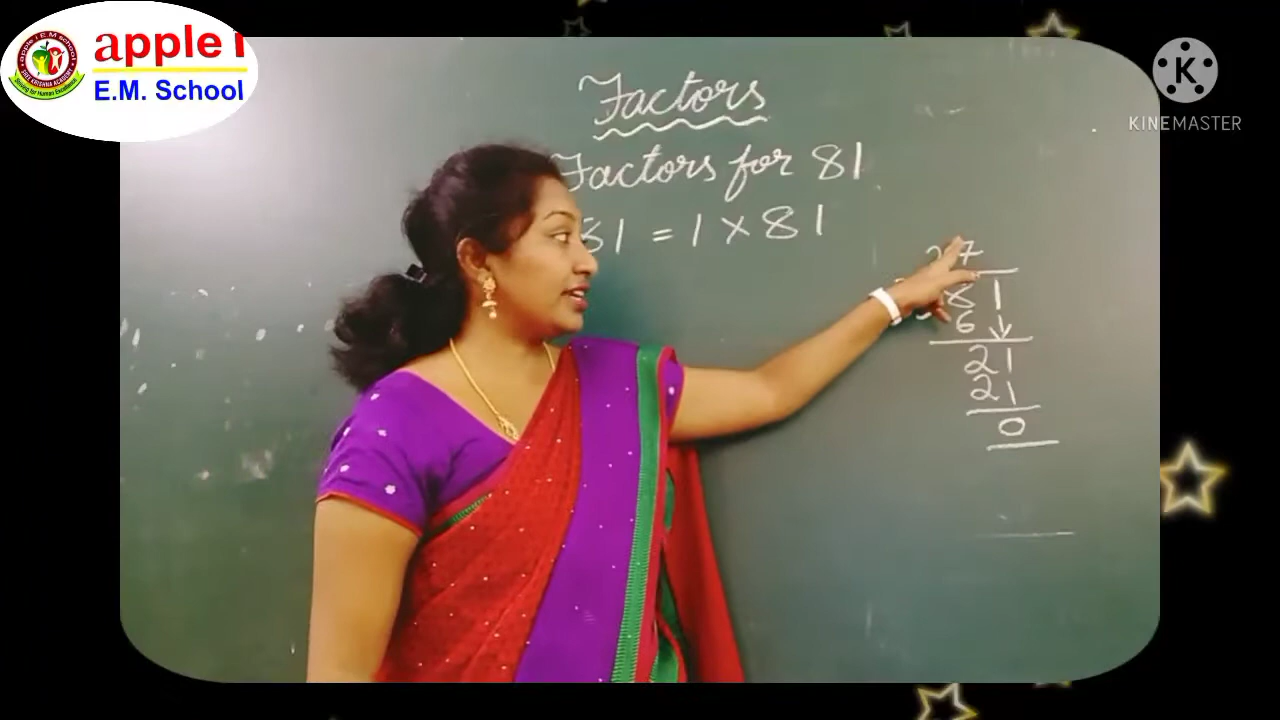 apple i
E.M. School
KINEMASTER
Factors
Factors for 81
81 = 1 × 81
27
81
6↓
21
21
0